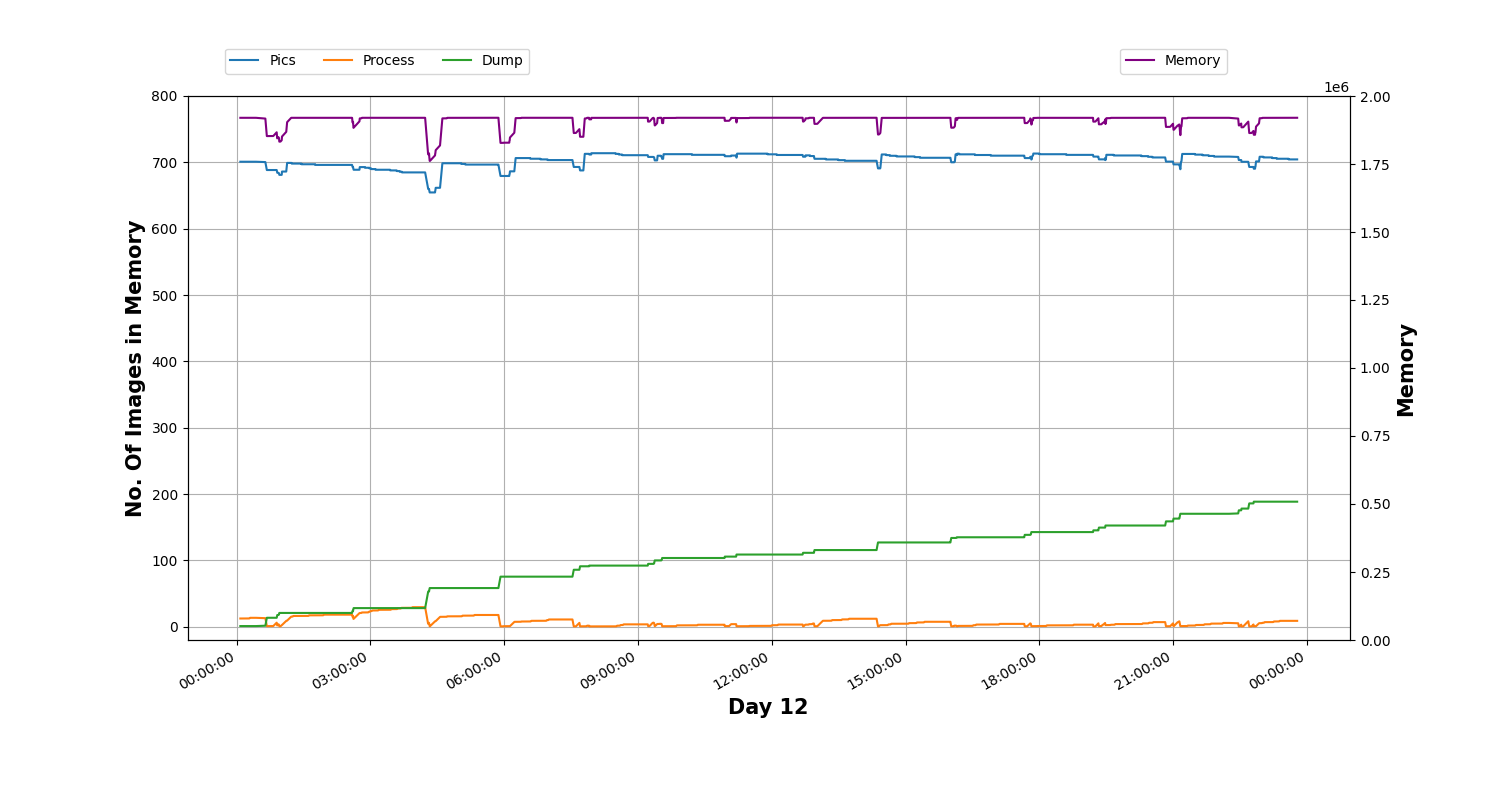 Pics Process Dump Memory
1e6
800 2.00
700 1.75
600 1.50
500 1.25
400 1.00
300 0.75
200 0.50
100 0.25
0 0.00
No. Of Images in Memory
Memory
00:00:00 03:00:00 06:00:00 09:00:00 12:00:00 15:00:00 18:00:00 21:00:00 00:00:00
Day 12